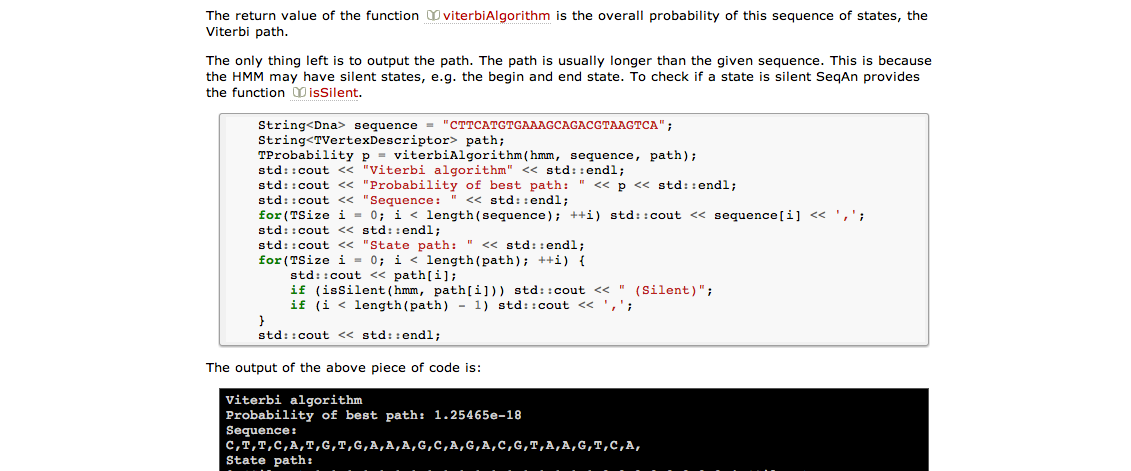 The return value of the function viterbiAlgorithm is the overall probability of this sequence of states, the
Viterbi path.
The only thing left is to output the path. The path is usually longer than the given sequence. This is because
the HMM may have silent states, e.g. the begin and end state. To check if a state is silent SeqAn provides
the function isSilent.
String<Dna> sequence = "CTTCATGTGAAAGCAGACGTAAGTCA";
String<TVertexDescriptor> path;
TProbability p = viterbiAlgorithm(hmm, sequence, path);
std::cout << "Viterbi algorithm" << std::endl;
std::cout << "Probability of best path: " << p << std::endl;
std::cout << "Sequence: " << std::endl;
for(TSize i = 0; i < length(sequence); ++i) std::cout << sequence[i] << ',';
std::cout << std::endl;
std::cout << "State path: " << std::endl;
for(TSize i = 0; i < length(path); ++i) {
    std::cout << path[i];
    if (isSilent(hmm, path[i])) std::cout << " (Silent)";
    if (i < length(path) - 1) std::cout << ',';
}
std::cout << std::endl;
The output of the above piece of code is:
Viterbi algorithm
Probability of best path: 1.25465e-18
Sequence:
C,T,T,C,A,T,G,T,G,A,A,A,G,C,A,G,A,C,G,T,A,A,G,T,C,A,
State path: